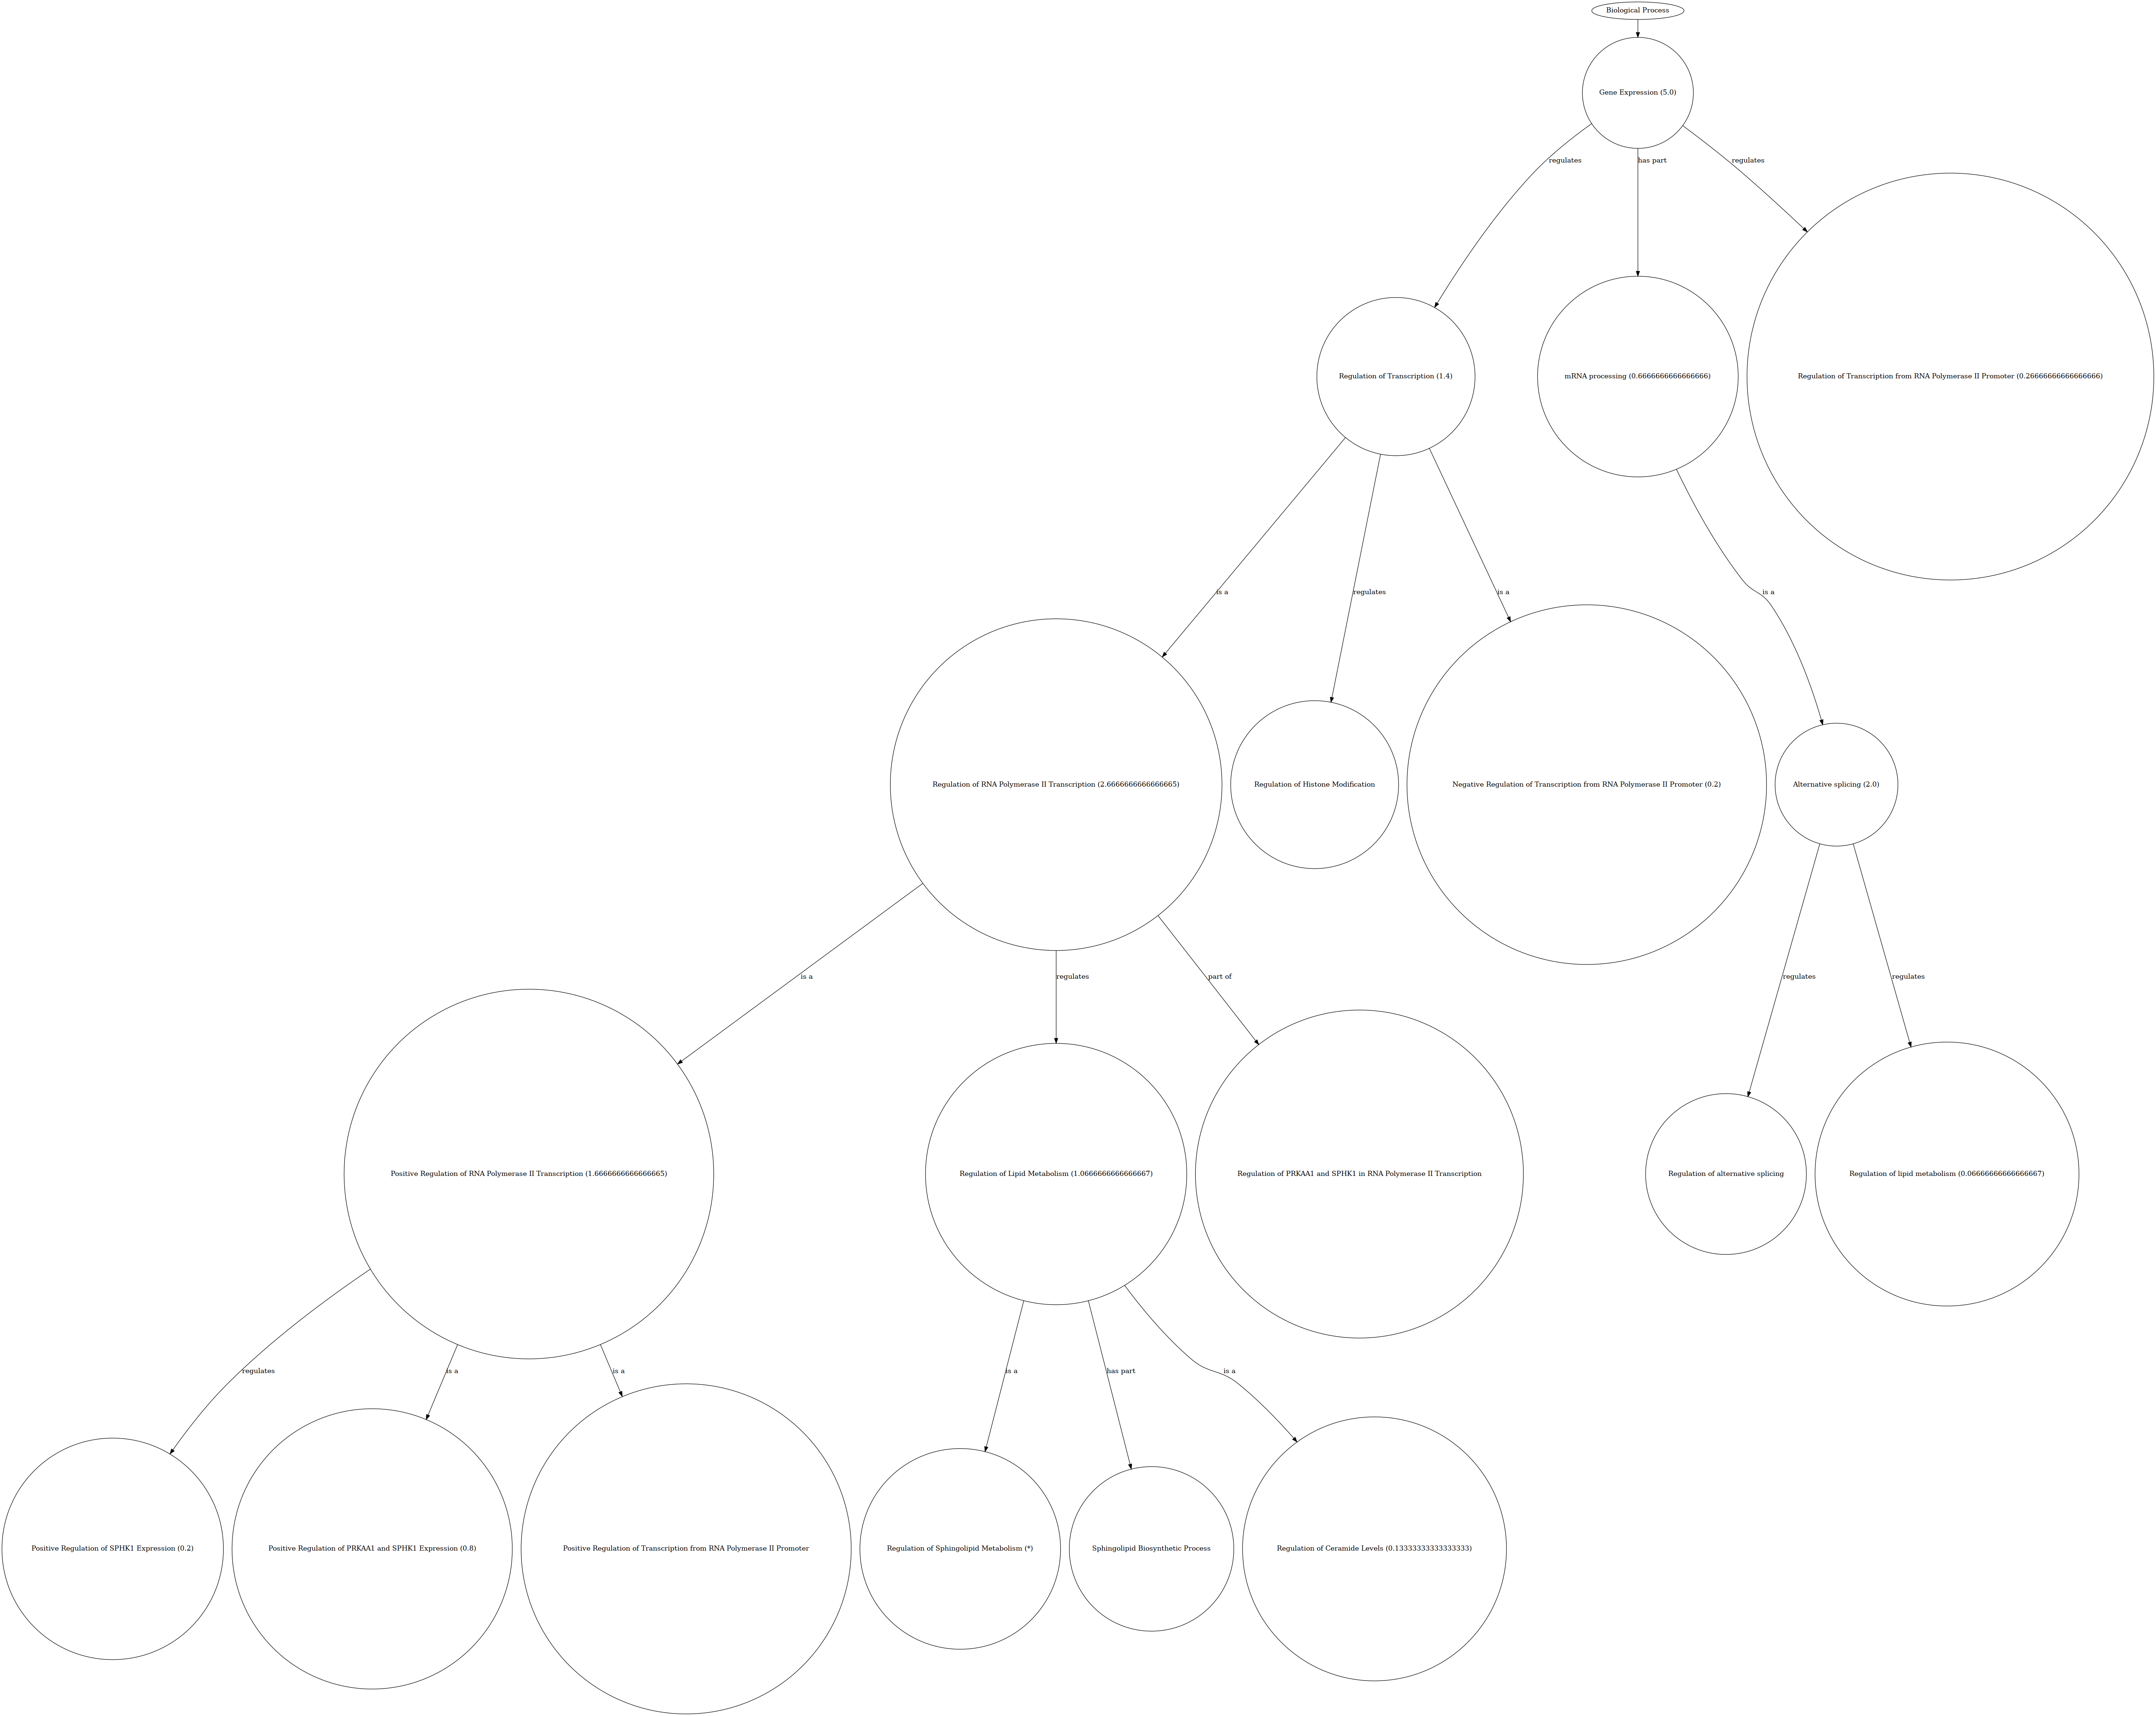 Biological Process
Gene Expression (5.0)
regulates
has part
regulates
Regulation of Transcription (1.4)
mRNA processing (0.6666666666666666)
Regulation of Transcription from RNA Polymerase II Promoter (0.26666666666666666)
is a
regulates
is a
is a
Regulation of RNA Polymerase II Transcription (2.6666666666666665)
Regulation of Histone Modification
Negative Regulation of Transcription from RNA Polymerase II Promoter (0.2)
Alternative splicing (2.0)
is a
regulates
part of
regulates
regulates
Positive Regulation of RNA Polymerase II Transcription (1.6666666666666665)
Regulation of Lipid Metabolism (1.0666666666666667)
Regulation of PRKAA1 and SPHK1 in RNA Polymerase II Transcription
Regulation of alternative splicing
Regulation of lipid metabolism (0.06666666666666667)
regulates
is a
is a
is a
has part
is a
Positive Regulation of SPHK1 Expression (0.2)
Positive Regulation of PRKAA1 and SPHK1 Expression (0.8)
Positive Regulation of Transcription from RNA Polymerase II Promoter
Regulation of Sphingolipid Metabolism (*)
Sphingolipid Biosynthetic Process
Regulation of Ceramide Levels (0.13333333333333333)